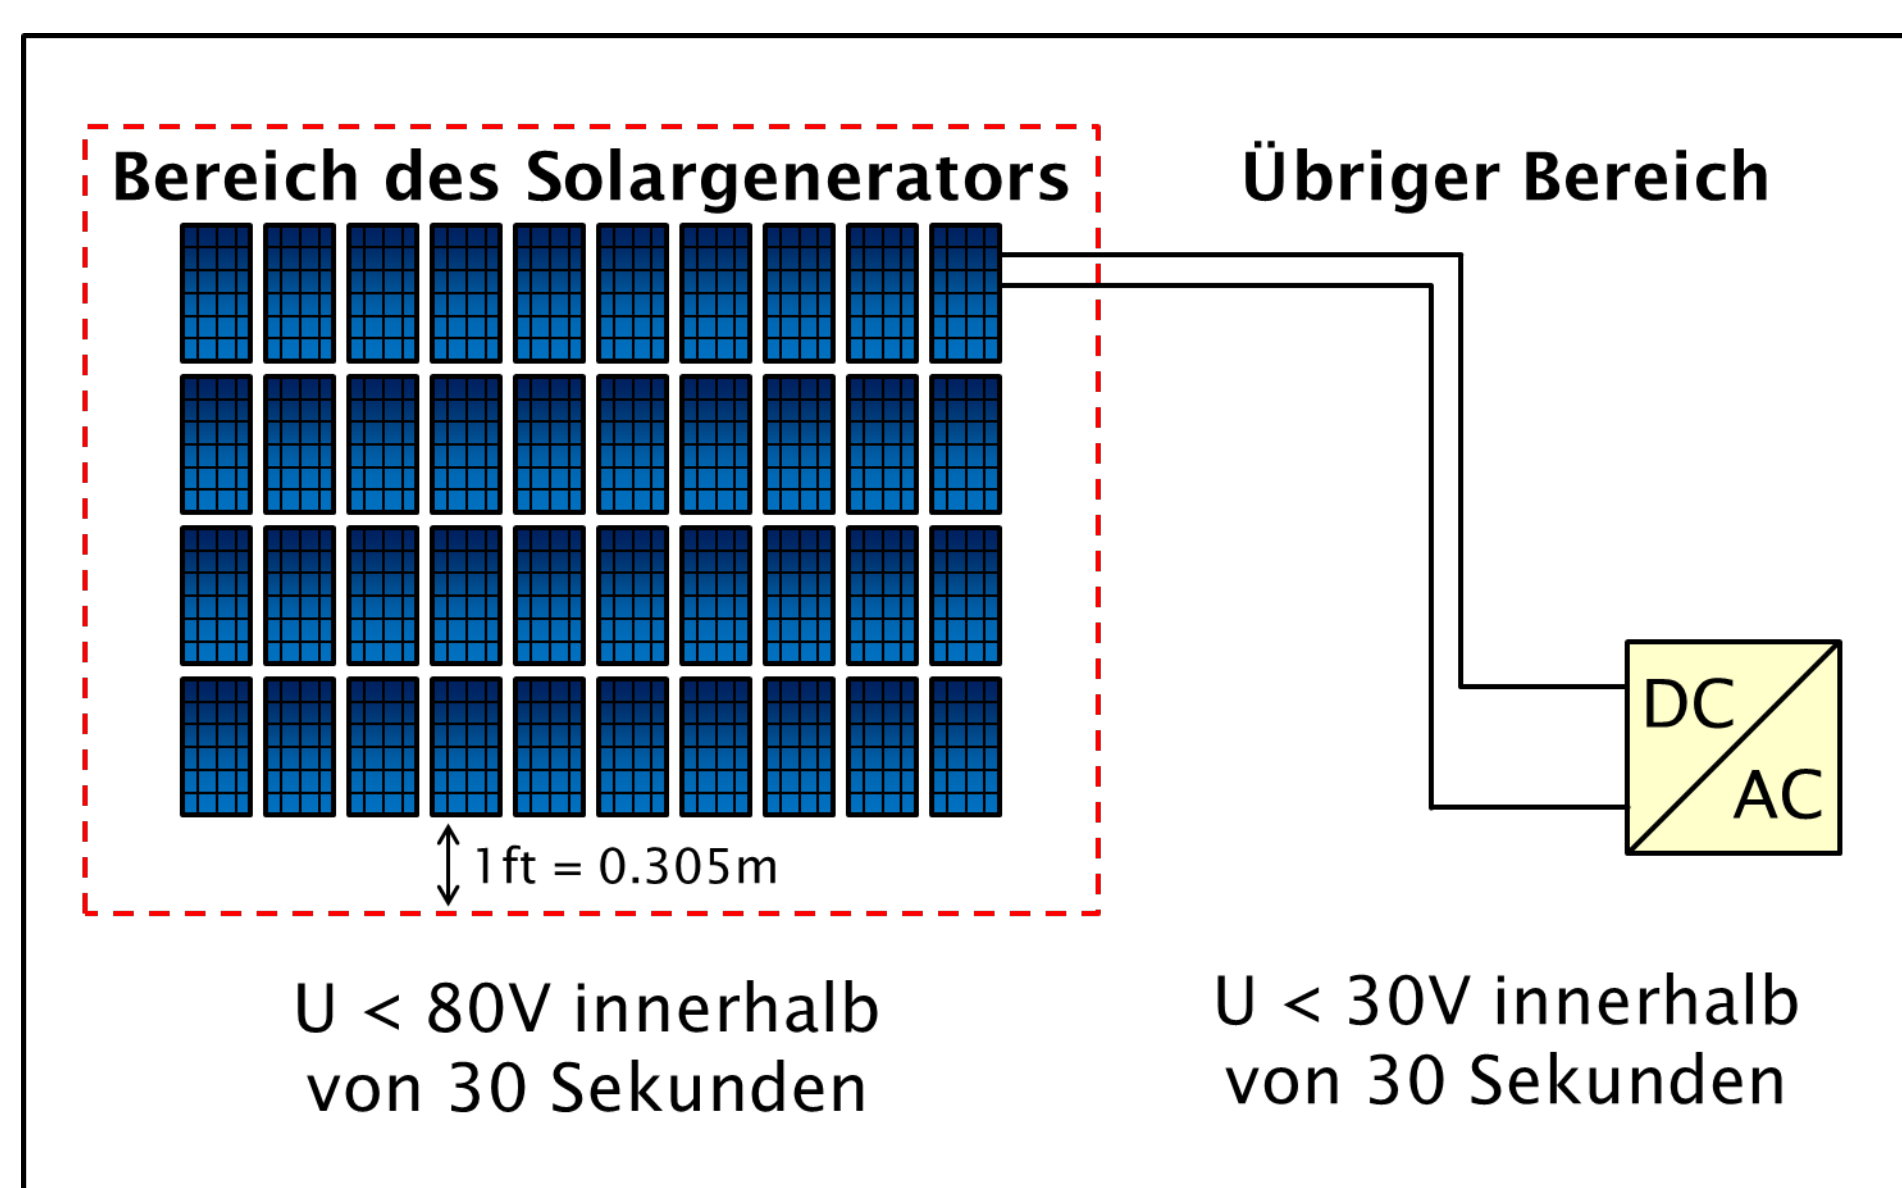 Bereich des Solargenerators
Übriger Bereich
DC
AC
1ft = 0.305m
U < 80V innerhalb
von 30 Sekunden
U < 30V innerhalb
von 30 Sekunden